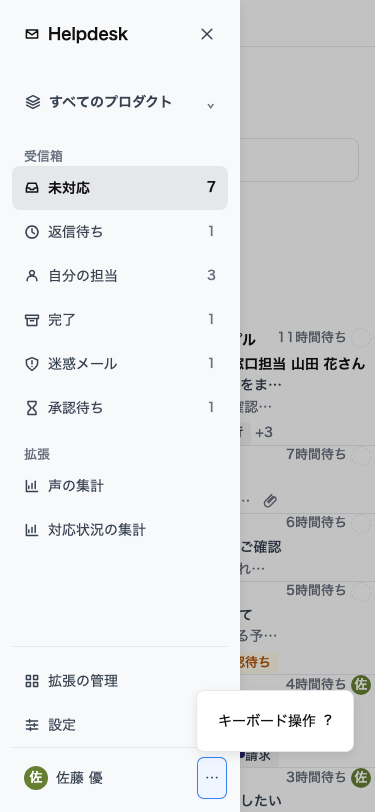 Helpdesk
すべてのプロダクト
受信箱
未対応 7
返信待ち 1
自分の担当 3
完了 1
迷惑メール 1
承認待ち 1
拡張
声の集計
対応状況の集計
拡張の管理
設定
佐 佐藤 優
…
キーボード操作 ?
プル 11時間待ち
窓口担当 山田 花さん
をま…
確認…
+3
7時間待ち
…
6時間待ち
ご確認
れ…
5時間待ち
て
る予…
認待ち
4時間待ち 佐
請求
3時間待ち 佐
したい